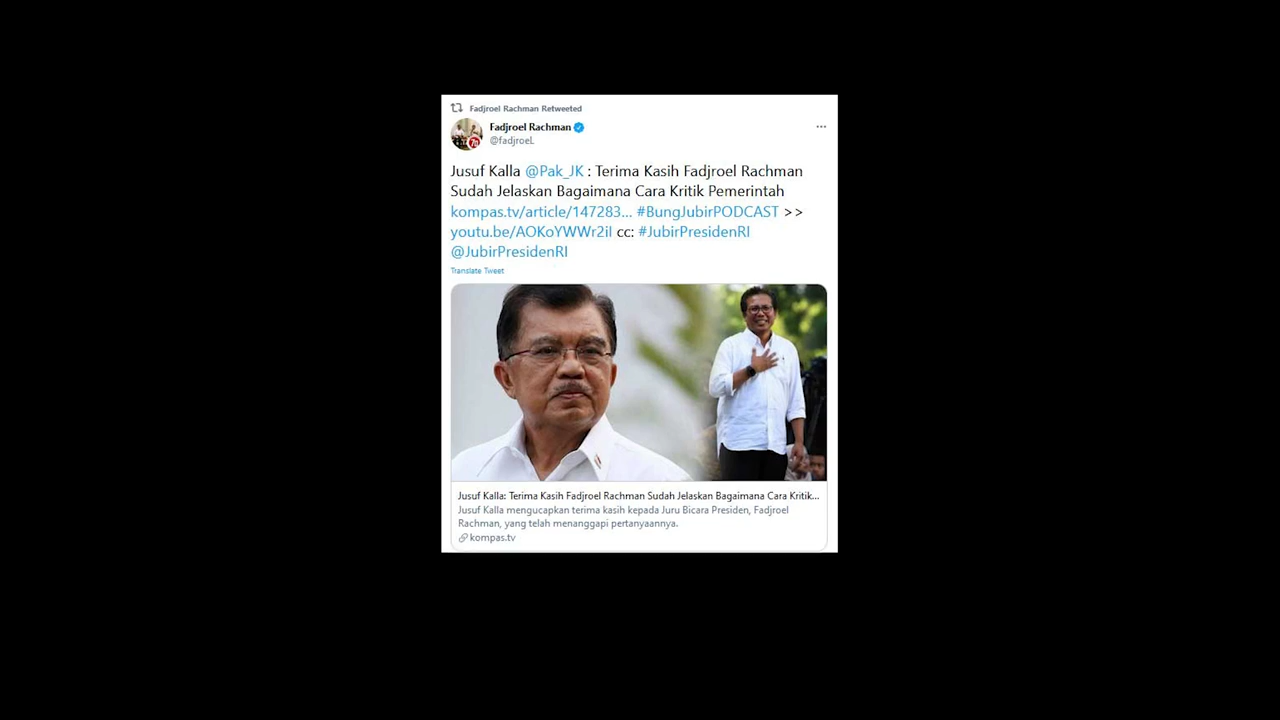 Fadjroel Rachman Retweeted
Fadjroel Rachman
@fadjroeL
Jusuf Kalla @Pak_JK : Terima Kasih Fadjroel Rachman
Sudah Jelaskan Bagaimana Cara Kritik Pemerintah
kompas.tv/article/147283... #BungJubirPODCAST >>
youtu.be/AOKoYWWr2iI cc: #JubirPresidenRI
@JubirPresidenRI
Translate Tweet
Jusuf Kalla: Terima Kasih Fadjroel Rachman Sudah Jelaskan Bagaimana Cara Kritik...
Jusuf Kalla mengucapkan terima kasih kepada Juru Bicara Presiden, Fadjroel
Rachman, yang telah menanggapi pertanyaannya.
kompas.tv